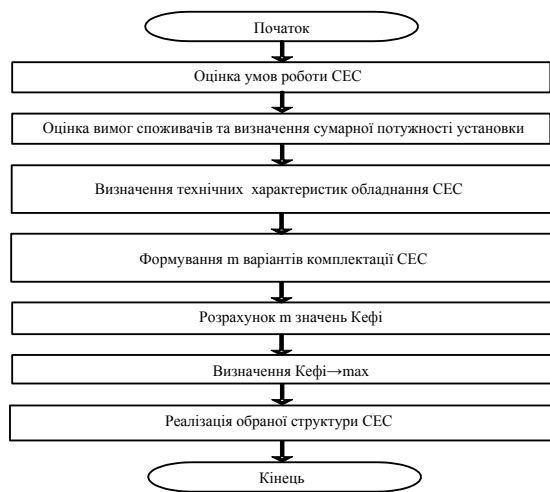 Початок
Оцінка умов роботи СЕС
Оцінка вимог споживачів та визначення сумарної потужності установки
Визначення технічних характеристик обладнання СЕС
Формування m варіантів комплектації СЕС
Розрахунок m значень Кефі
Визначення Кефі→max
Реалізація обраної структури СЕС
Кінець